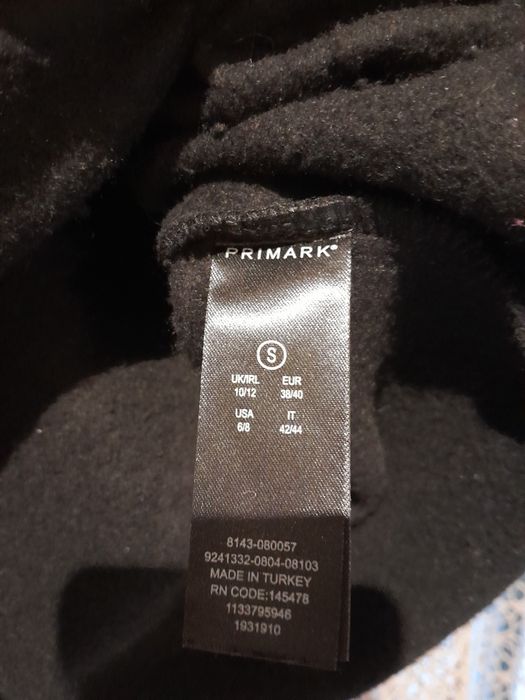 PRIMARK®
S
UK/IRL EUR
10/12 38/40
USA IT
6/8 42/44
8143-080057
9241332-0804-08103
MADE IN TURKEY
RN CODE:145478
1133795946
1931910